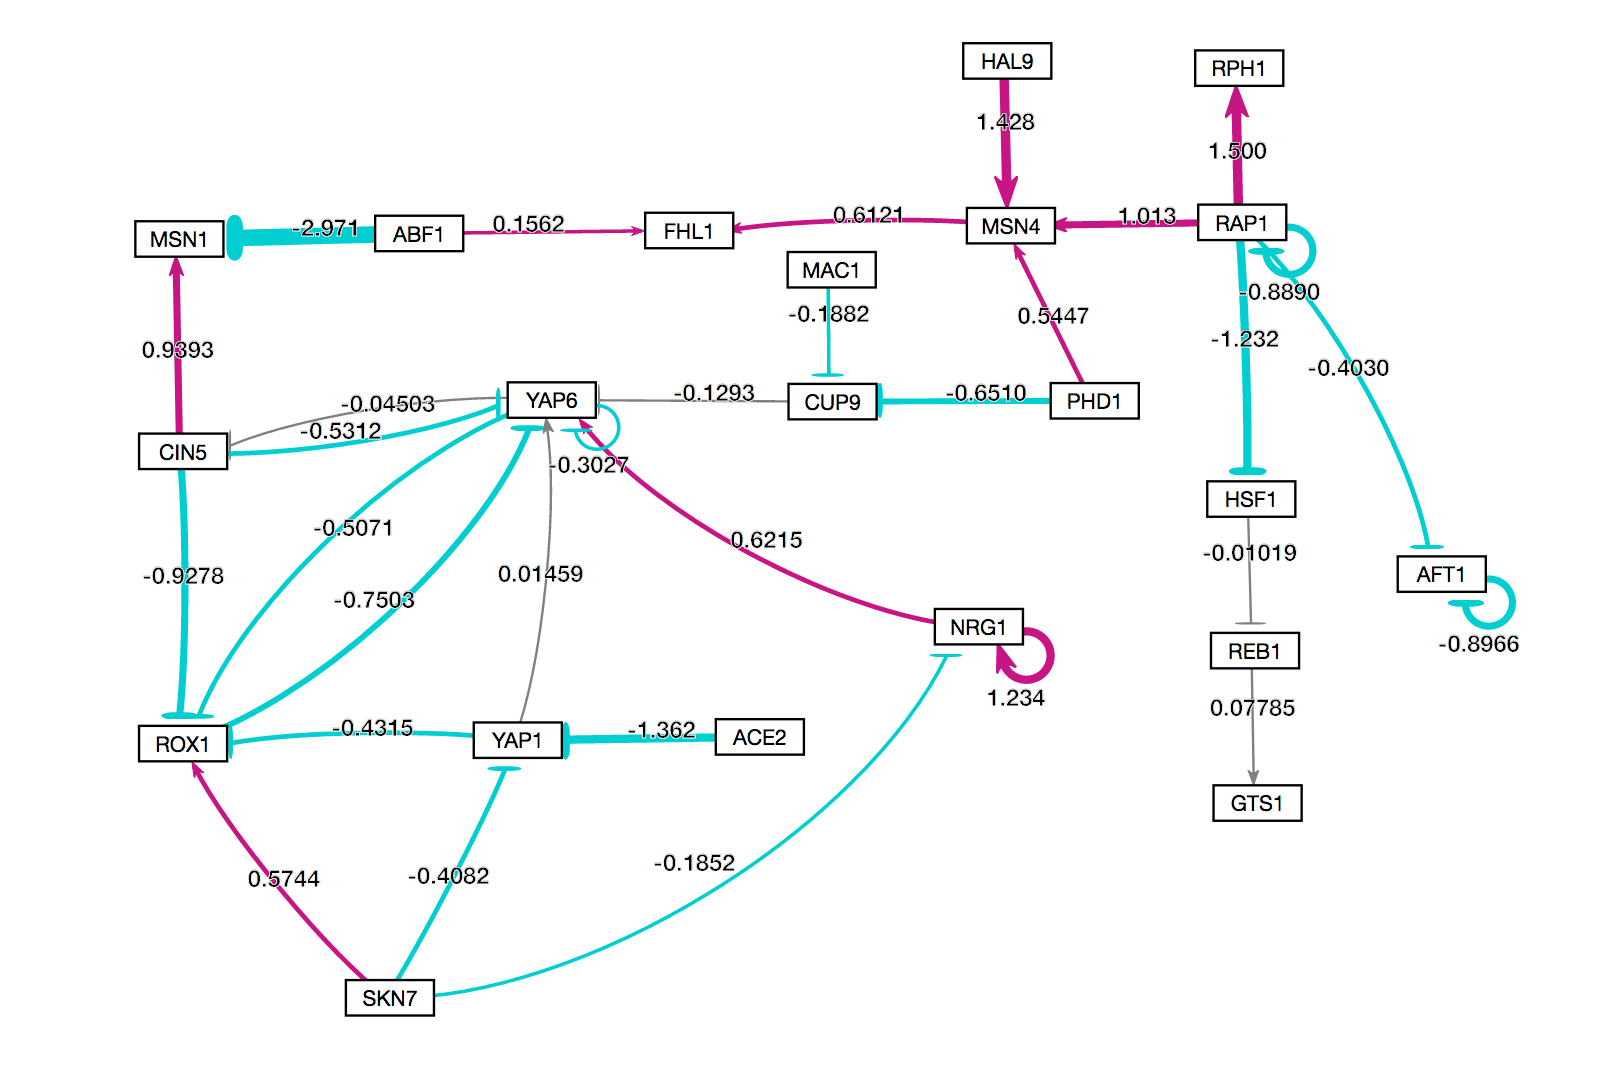 HAL9
RPH1
1.428
1.500
MSN1
-2.971
ABF1
0.1562
FHL1
0.6121
MSN4
1.013
RAP1
MAC1
-0.8890
-0.1882
0.5447
-1.232
0.9393
-0.4030
-0.04503
YAP6
-0.1293
CUP9
-0.6510
PHD1
-0.5312
CIN5
-0.3027
HSF1
-0.5071
0.6215
-0.01019
-0.9278
0.01459
AFT1
-0.7503
NRG1
REB1
-0.8966
1.234
0.07785
ROX1
-0.4315
YAP1
-1.362
ACE2
GTS1
0.5744
-0.4082
-0.1852
SKN7